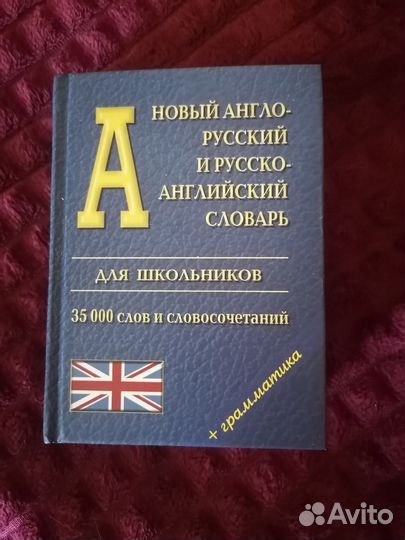 А
НОВЫЙ АНГЛО-
РУССКИЙ
И РУССКО-
АНГЛИЙСКИЙ
СЛОВАРЬ
ДЛЯ ШКОЛЬНИКОВ
35 000 СЛОВ И СЛОВОСОЧЕТАНИЙ
+ грамматика
Avito